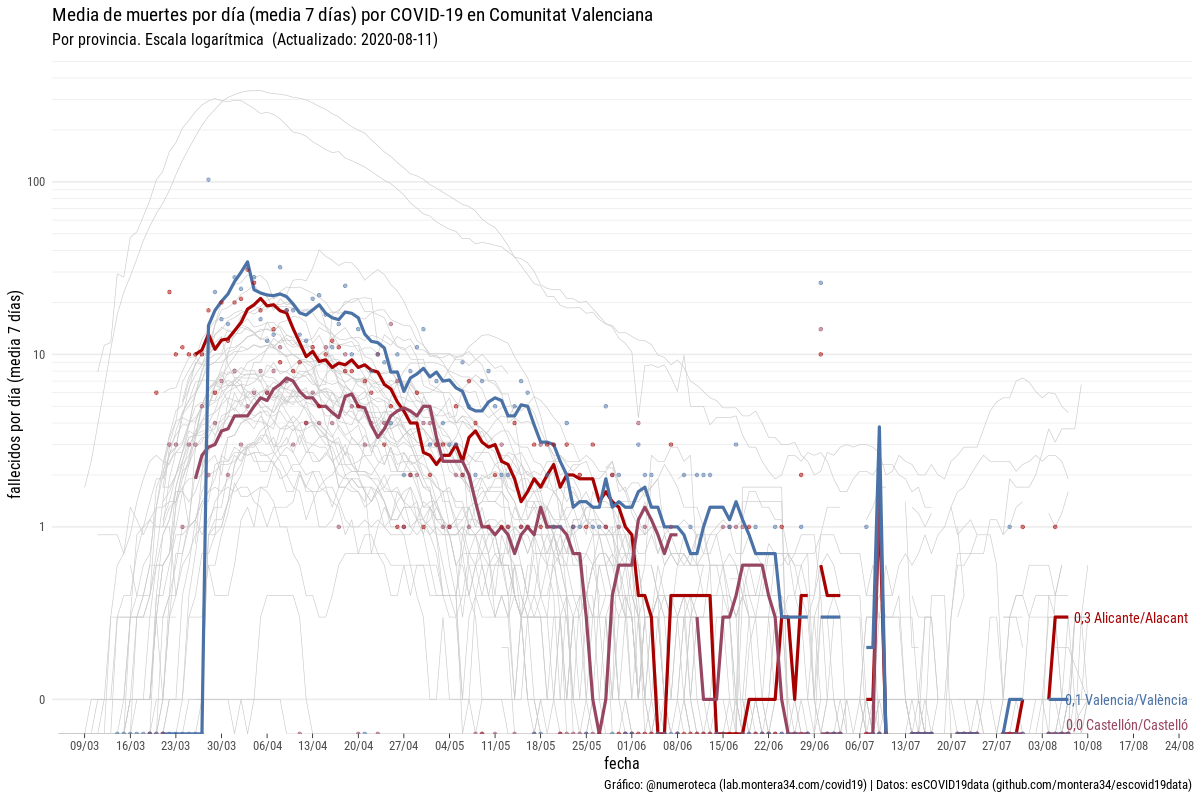 Media de muertes por día (media 7 días) por COVID-19 en Comunitat Valenciana
Por provincia. Escala logarítmica (Actualizado: 2020-08-11)
fallecidos por día (media 7 días)
100
10
1
0
0,3 Alicante/Alacant
0,1 Valencia/València
0,0 Castellón/Castelló
09/03 16/03 23/03 30/03 06/04 13/04 20/04 27/04 04/05 11/05 18/05 25/05 01/06 08/06 15/06 22/06 29/06 06/07 13/07 20/07 27/07 03/08 10/08 17/08 24/08
fecha
Gráfico: @numeroteca (lab.montera34.com/covid19) | Datos: esCOVID19data (github.com/montera34/escovid19data)